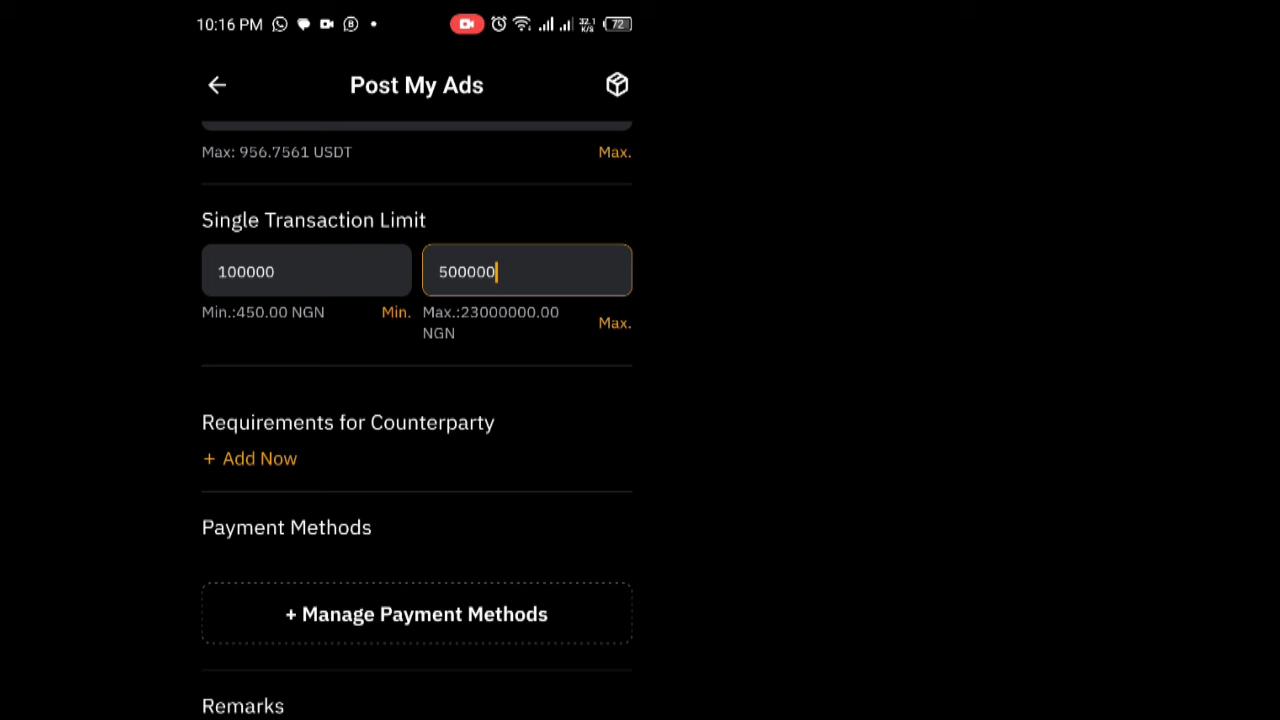 10:16 PM 32.1 K/s 72
Post My Ads
Max: 956.7561 USDT Max.
Single Transaction Limit
100000 500000
Min.:450.00 NGN Min. Max.:23000000.00 NGN Max.
Requirements for Counterparty
+ Add Now
Payment Methods
+ Manage Payment Methods
Remarks